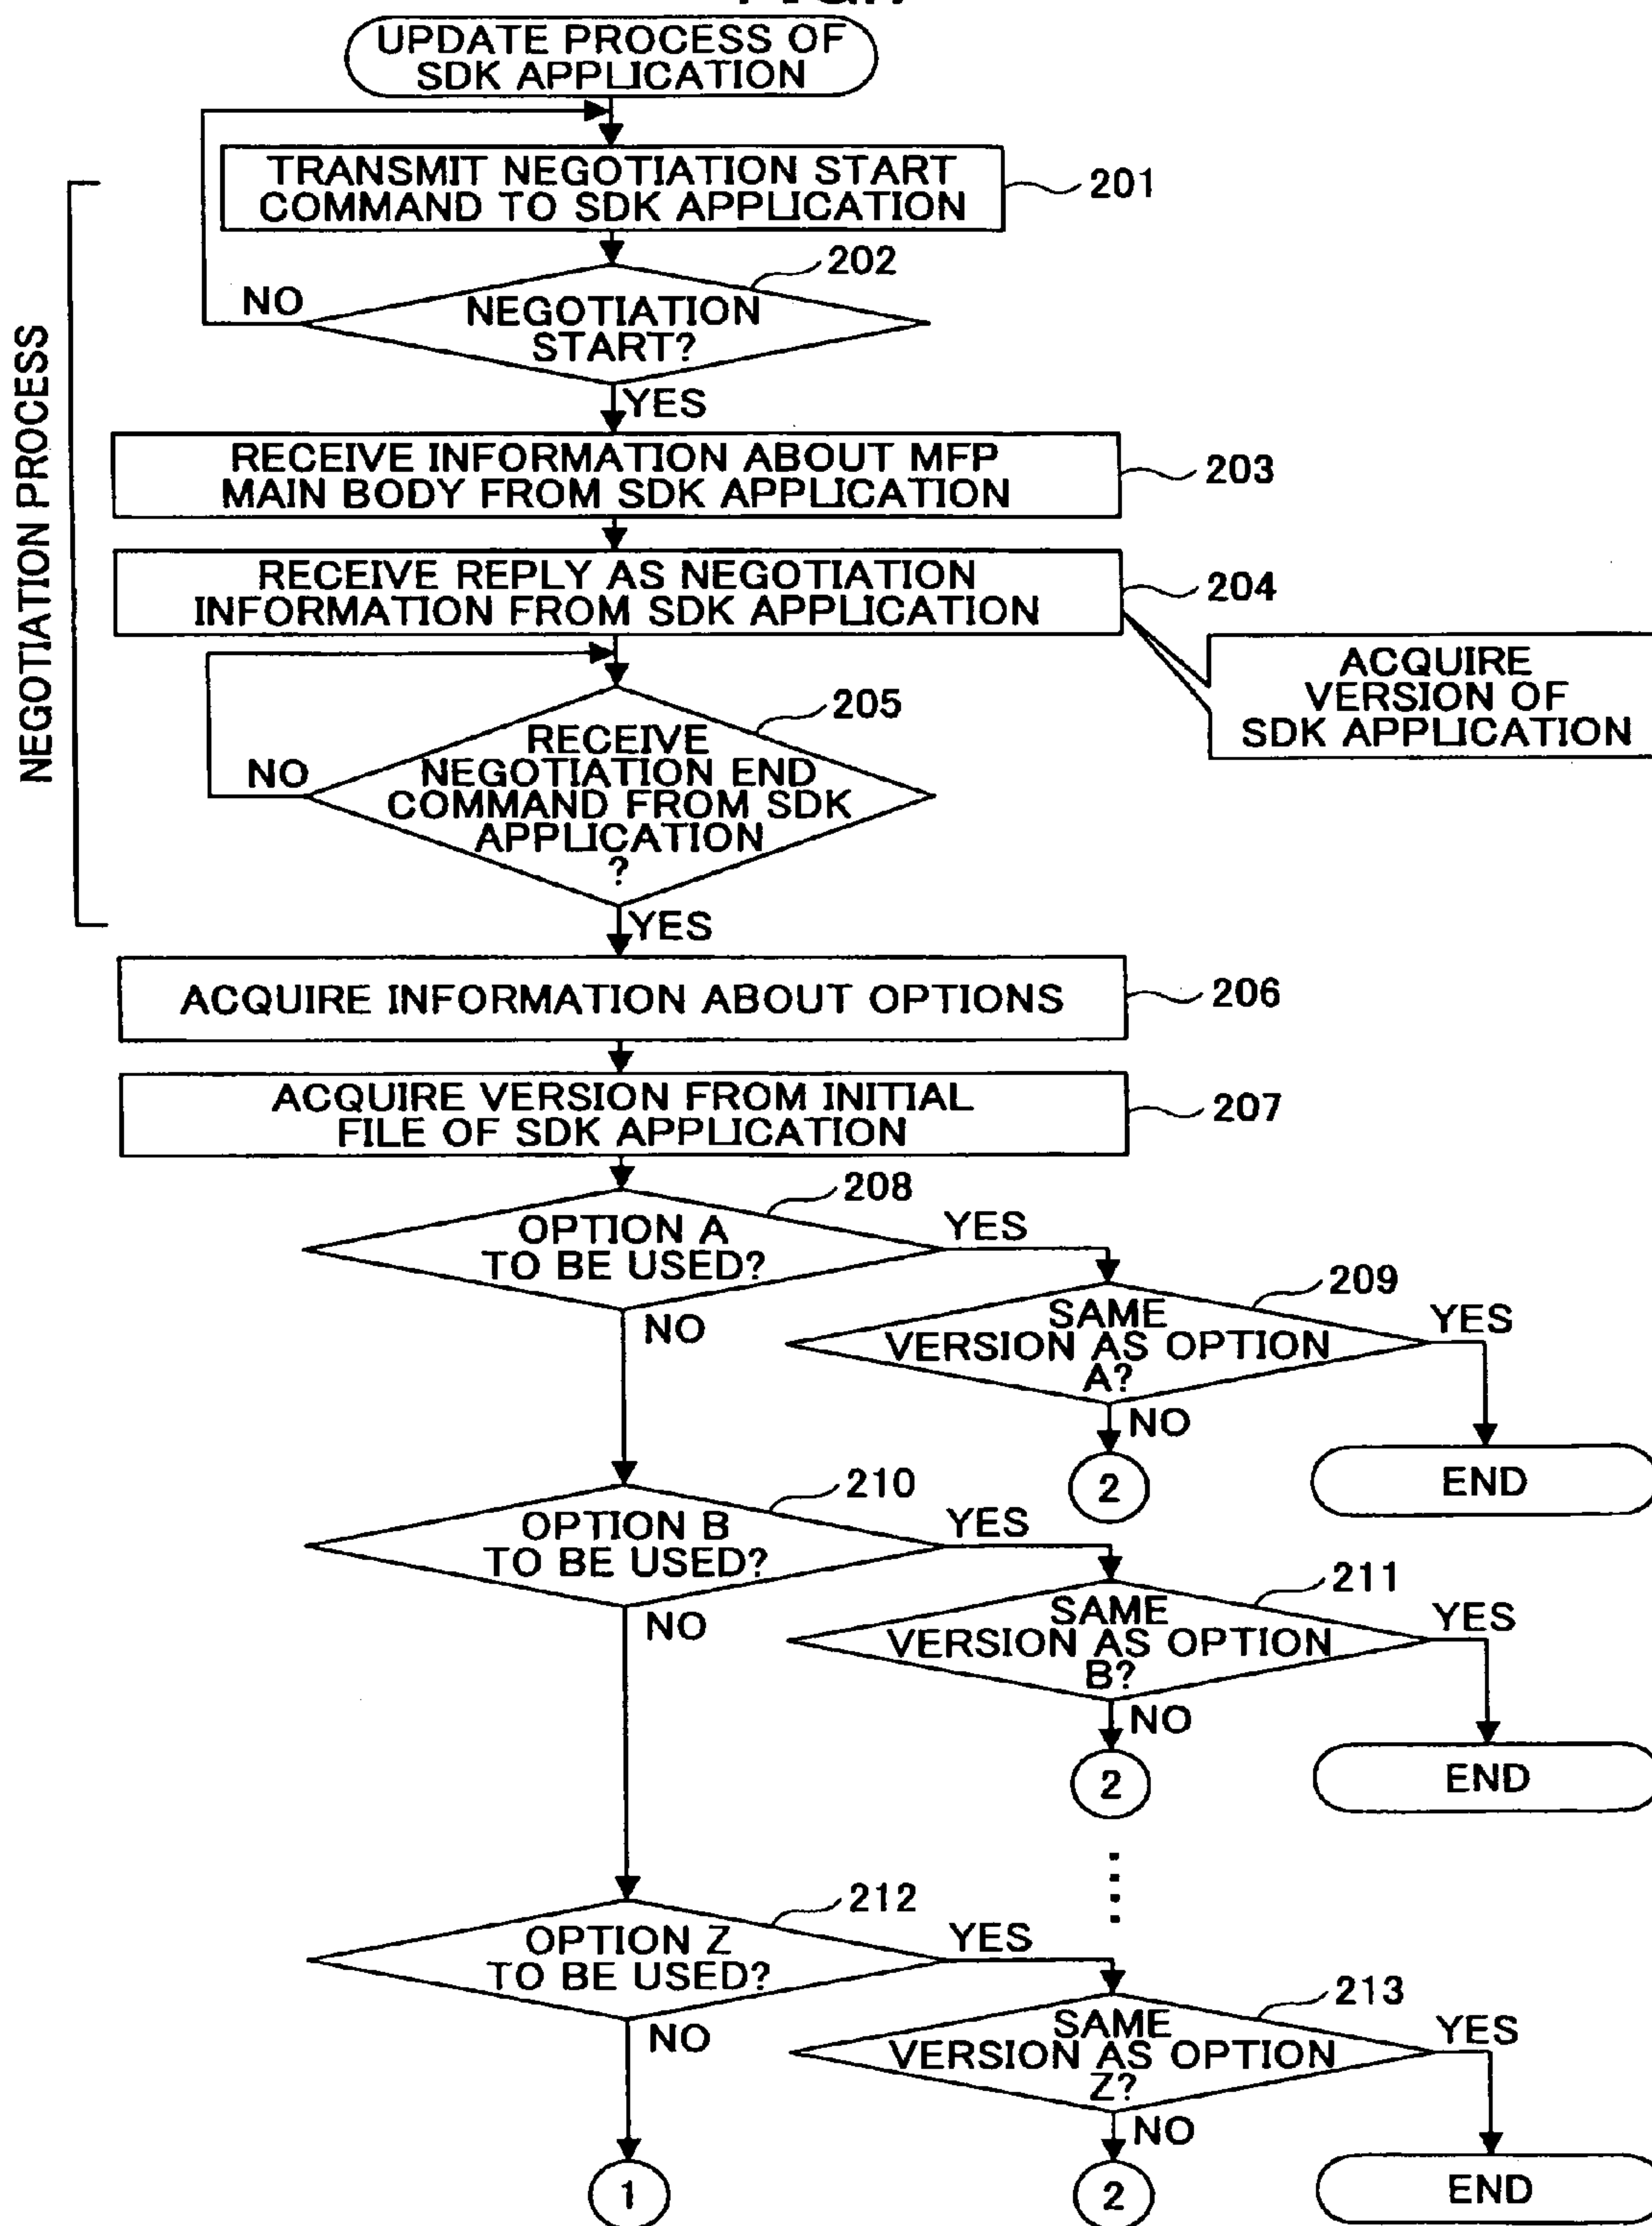 UPDATE PROCESS OF
SDK APPLICATION
TRANSMIT NEGOTIATION START
COMMAND TO SDK APPLICATION
201
202
NO
NEGOTIATION
START?
YES
NEGOTIATION PROCESS
RECEIVE INFORMATION ABOUT MFP
MAIN BODY FROM SDK APPLICATION
203
RECEIVE REPLY AS NEGOTIATION
INFORMATION FROM SDK APPLICATION
204
ACQUIRE
VERSION OF
SDK APPLICATION
205
RECEIVE
NEGOTIATION END
COMMAND FROM SDK
APPLICATION
?
NO
YES
ACQUIRE INFORMATION ABOUT OPTIONS
206
ACQUIRE VERSION FROM INITIAL
FILE OF SDK APPLICATION
207
208
OPTION A
TO BE USED?
YES
NO
209
SAME
VERSION AS OPTION
A?
YES
NO
2
END
210
OPTION B
TO BE USED?
YES
NO
211
SAME
VERSION AS OPTION
B?
YES
NO
2
END
212
OPTION Z
TO BE USED?
YES
NO
213
SAME
VERSION AS OPTION
Z?
YES
NO
1
2
END